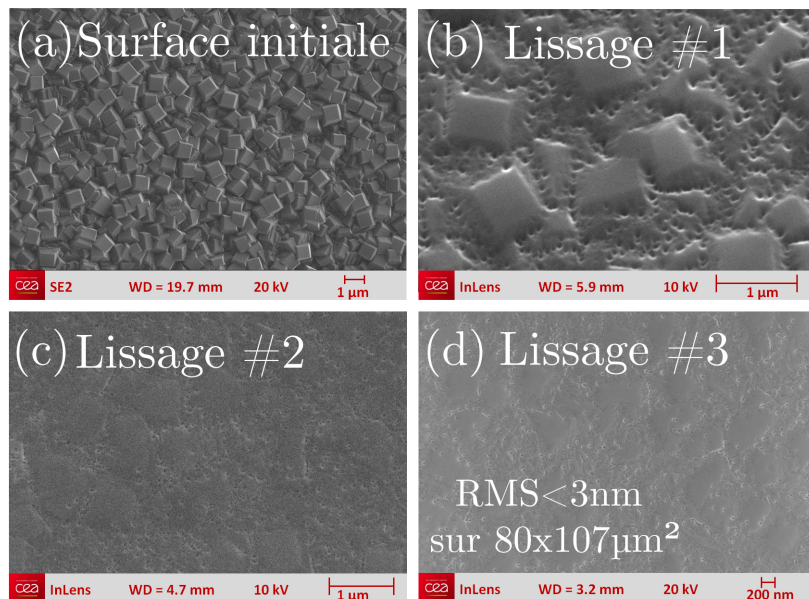 (a) Surface initiale
cea SE2 WD = 19.7 mm 20 kV 1 µm
(b) Lissage #1
cea InLens WD = 5.9 mm 10 kV 1 µm
(c) Lissage #2
cea InLens WD = 4.7 mm 10 kV 1 µm
(d) Lissage #3
RMS<3nm
sur 80x107µm²
cea InLens WD = 3.2 mm 20 kV 200 nm